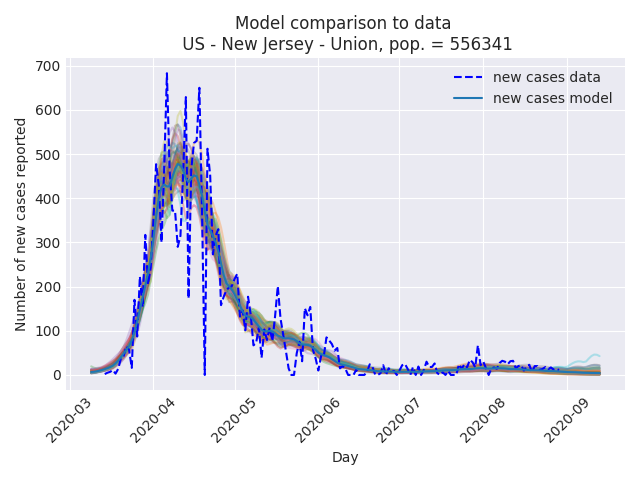 Model comparison to data
US - New Jersey - Union, pop. = 556341
new cases data
new cases model
Number of new cases reported
700
600
500
400
300
200
100
0
2020-03
2020-04
2020-05
2020-06
2020-07
2020-08
2020-09
Day